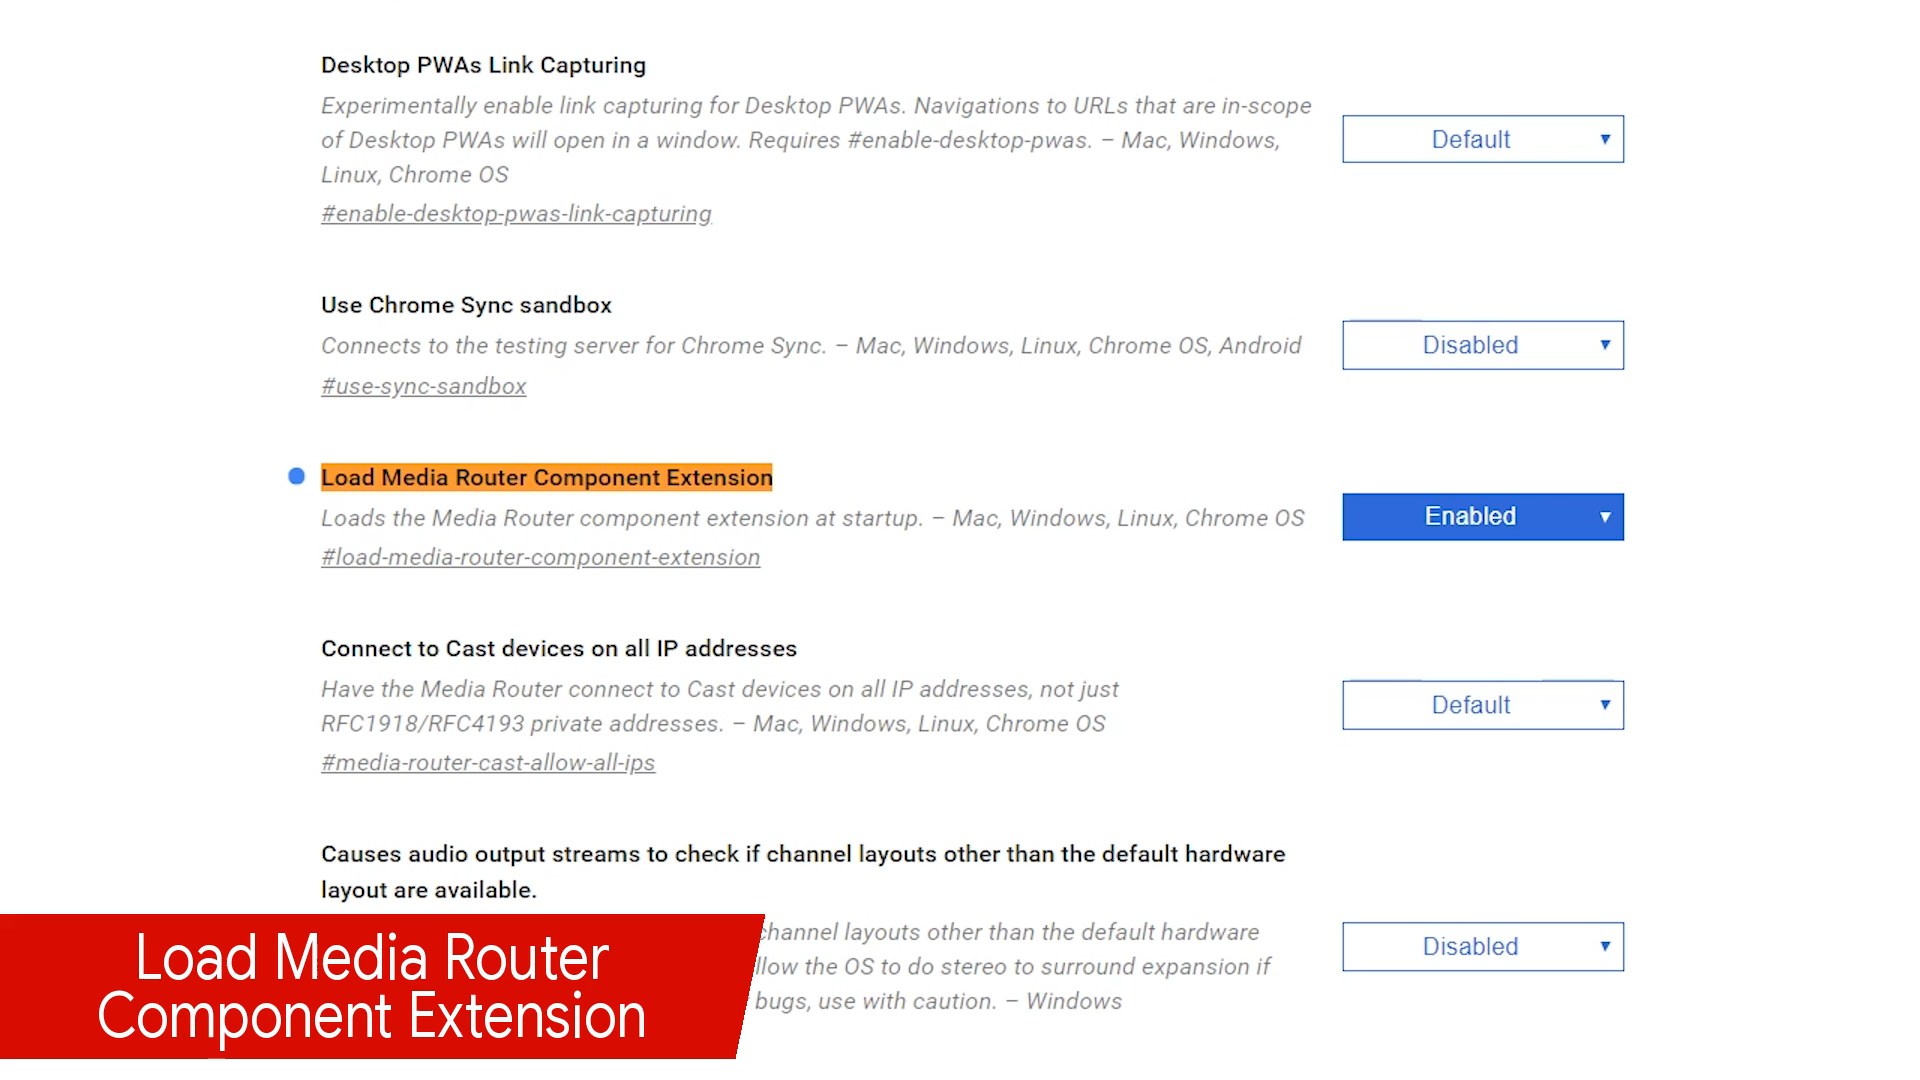 Desktop PWAs Link Capturing
Experimentally enable link capturing for Desktop PWAs. Navigations to URLs that are in-scope
of Desktop PWAs will open in a window. Requires #enable-desktop-pwas. – Mac, Windows,
Linux, Chrome OS
Default
#enable-desktop-pwas-link-capturing
Use Chrome Sync sandbox
Connects to the testing server for Chrome Sync. – Mac, Windows, Linux, Chrome OS, Android
Disabled
#use-sync-sandbox
Load Media Router Component Extension
Loads the Media Router component extension at startup. – Mac, Windows, Linux, Chrome OS
Enabled
#load-media-router-component-extension
Connect to Cast devices on all IP addresses
Have the Media Router connect to Cast devices on all IP addresses, not just
RFC1918/RFC4193 private addresses. – Mac, Windows, Linux, Chrome OS
Default
#media-router-cast-allow-all-ips
Causes audio output streams to check if channel layouts other than the default hardware
layout are available.
channel layouts other than the default hardware
llow the OS to do stereo to surround expansion if
bugs, use with caution. – Windows
Disabled
Load Media Router
Component Extension